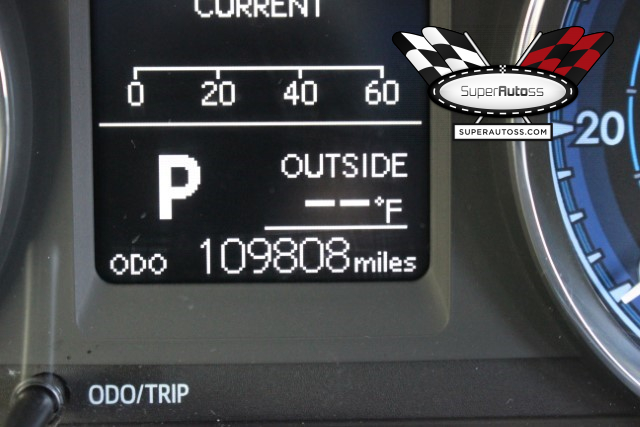 CURRENT
0 20 40 60
P
OUTSIDE
--°F
ODO 109808 miles
ODO/TRIP
20
SuperAutoss
SUPERAUTOSS.COM